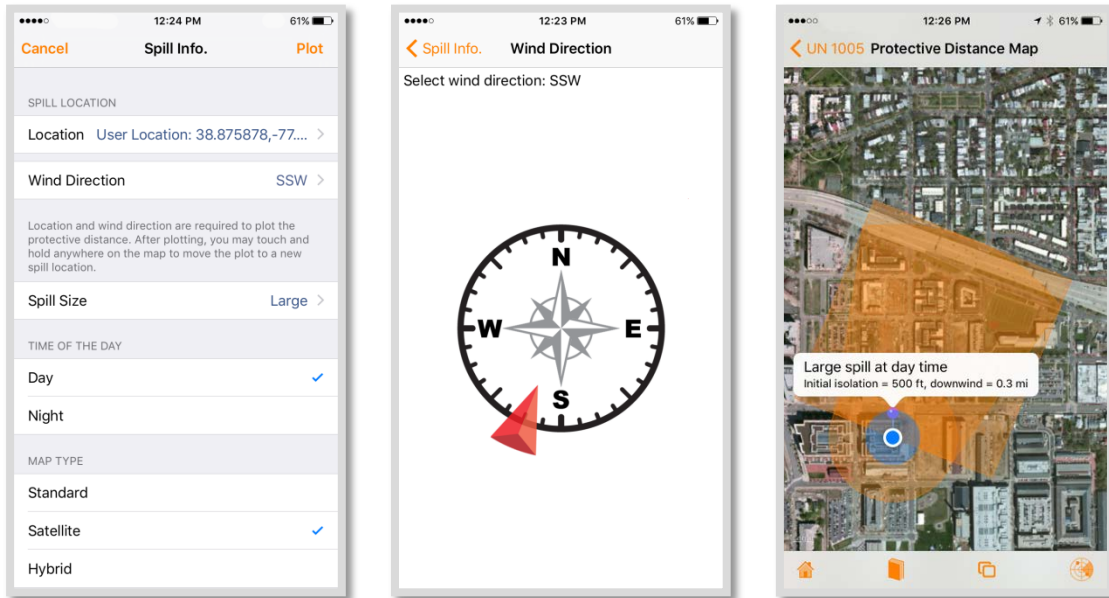 12:24 PM
61%
Cancel
Spill Info.
Plot
SPILL LOCATION
Location User Location: 38.875878,-77....
Wind Direction SSW
Location and wind direction are required to plot the
protective distance. After plotting, you may touch and
hold anywhere on the map to move the plot to a new
spill location.
Spill Size Large
TIME OF THE DAY
Day
Night
MAP TYPE
Standard
Satellite
Hybrid
12:23 PM
61%
Spill Info.
Wind Direction
Select wind direction: SSW
N
W
E
S
12:26 PM
61%
UN 1005
Protective Distance Map
Large spill at day time
Initial isolation = 500 ft, downwind = 0.3 mi